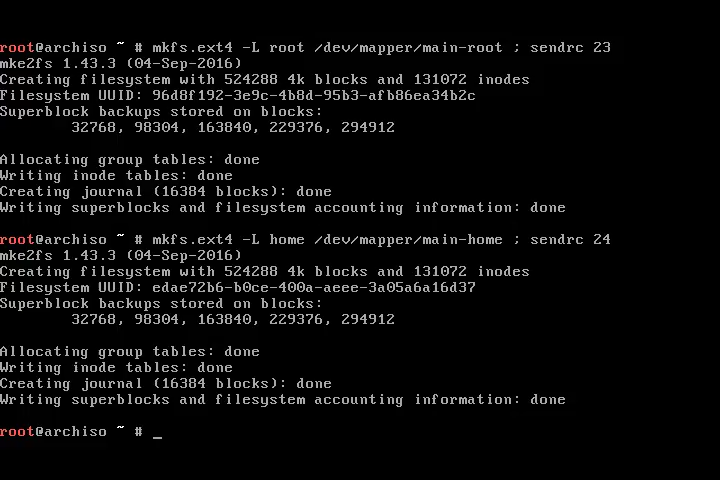 root@archiso ~ # mkfs.ext4 -L root /dev/mapper/main-root ; sendrc 23
mke2fs 1.43.3 (04-Sep-2016)
Creating filesystem with 524288 4k blocks and 131072 inodes
Filesystem UUID: 96d8f192-3e9c-4b8d-95b3-afb86ea34b2c
Superblock backups stored on blocks:
        32768, 98304, 163840, 229376, 294912

Allocating group tables: done
Writing inode tables: done
Creating journal (16384 blocks): done
Writing superblocks and filesystem accounting information: done

root@archiso ~ # mkfs.ext4 -L home /dev/mapper/main-home ; sendrc 24
mke2fs 1.43.3 (04-Sep-2016)
Creating filesystem with 524288 4k blocks and 131072 inodes
Filesystem UUID: edae72b6-b0ce-400a-aeee-3a05a6a16d37
Superblock backups stored on blocks:
        32768, 98304, 163840, 229376, 294912

Allocating group tables: done
Writing inode tables: done
Creating journal (16384 blocks): done
Writing superblocks and filesystem accounting information: done

root@archiso ~ # _